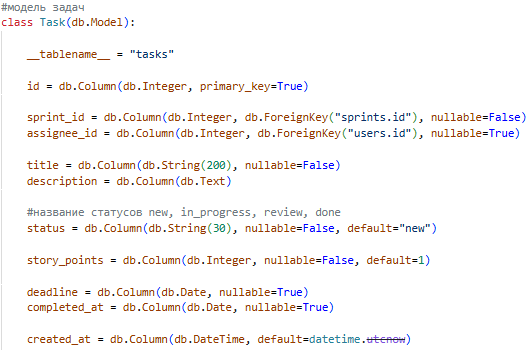 #модель задач
class Task(db.Model):
__tablename__ = "tasks"
id = db.Column(db.Integer, primary_key=True)
sprint_id = db.Column(db.Integer, db.ForeignKey("sprints.id"), nullable=False)
assignee_id = db.Column(db.Integer, db.ForeignKey("users.id"), nullable=True)
title = db.Column(db.String(200), nullable=False)
description = db.Column(db.Text)
#название статусов new, in_progress, review, done
status = db.Column(db.String(30), nullable=False, default="new")
story_points = db.Column(db.Integer, nullable=False, default=1)
deadline = db.Column(db.Date, nullable=True)
completed_at = db.Column(db.Date, nullable=True)
created_at = db.Column(db.DateTime, default=datetime.utcnow)